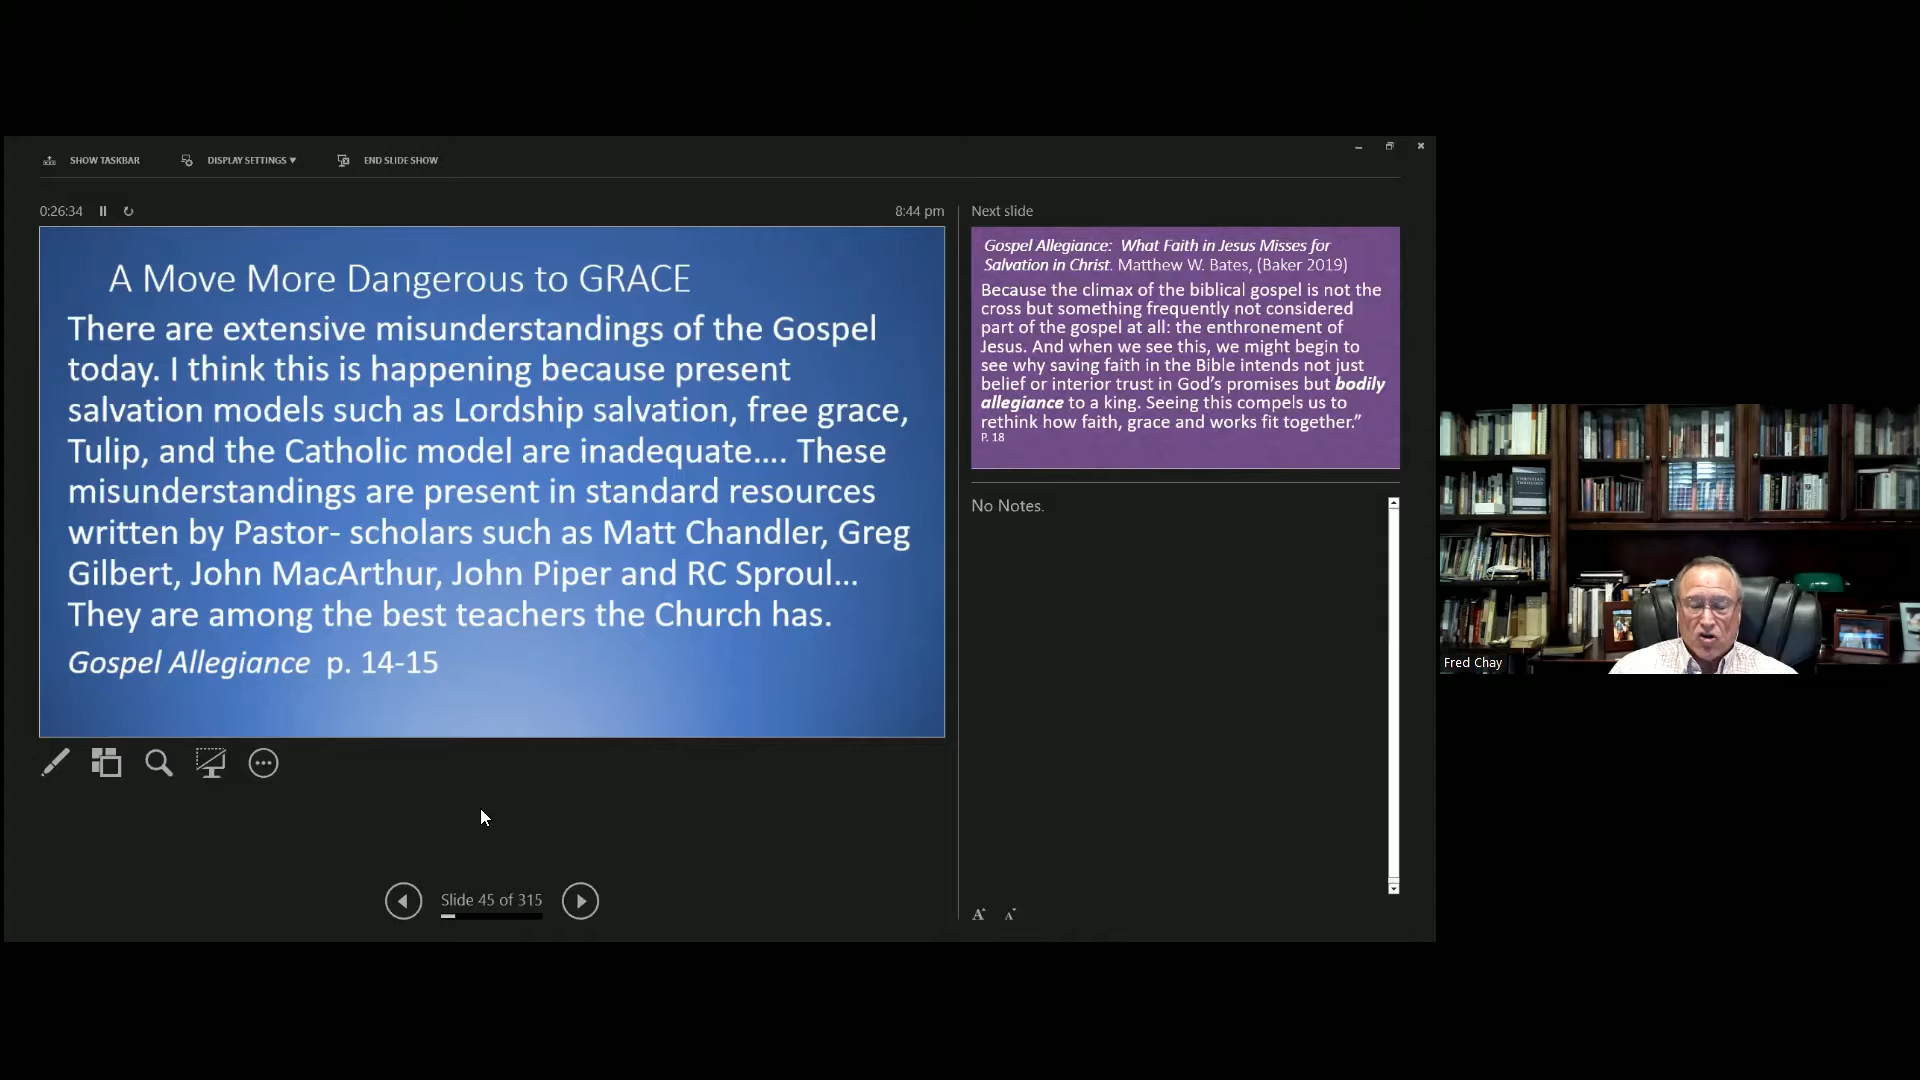 SHOW TASKBAR
DISPLAY SETTINGS ▼
END SLIDE SHOW
0:26:34
8:44 pm
A Move More Dangerous to GRACE
There are extensive misunderstandings of the Gospel
today. I think this is happening because present
salvation models such as Lordship salvation, free grace,
Tulip, and the Catholic model are inadequate…. These
misunderstandings are present in standard resources
written by Pastor- scholars such as Matt Chandler, Greg
Gilbert, John MacArthur, John Piper and RC Sproul…
They are among the best teachers the Church has.
Gospel Allegiance p. 14-15
Slide 45 of 315
Next slide
Gospel Allegiance: What Faith in Jesus Misses for
Salvation in Christ. Matthew W. Bates, (Baker 2019)
Because the climax of the biblical gospel is not the
cross but something frequently not considered
part of the gospel at all: the enthronement of
Jesus. And when we see this, we might begin to
see why saving faith in the Bible intends not just
belief or interior trust in God's promises but bodily
allegiance to a king. Seeing this compels us to
rethink how faith, grace and works fit together.”
P. 18
No Notes.
A A
Fred Chay